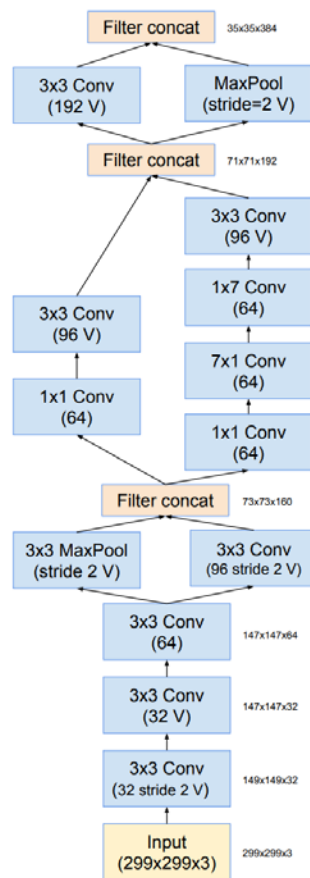 Filter concat
35x35x384
3x3 Conv
(192 V)
MaxPool
(stride=2 V)
Filter concat
71x71x192
3x3 Conv
(96 V)
1x7 Conv
(64)
3x3 Conv
(96 V)
7x1 Conv
(64)
1x1 Conv
(64)
1x1 Conv
(64)
Filter concat
73x73x160
3x3 MaxPool
(stride 2 V)
3x3 Conv
(96 stride 2 V)
3x3 Conv
(64)
147x147x64
3x3 Conv
(32 V)
147x147x32
3x3 Conv
(32 stride 2 V)
149x149x32
Input
(299x299x3)
299x299x3